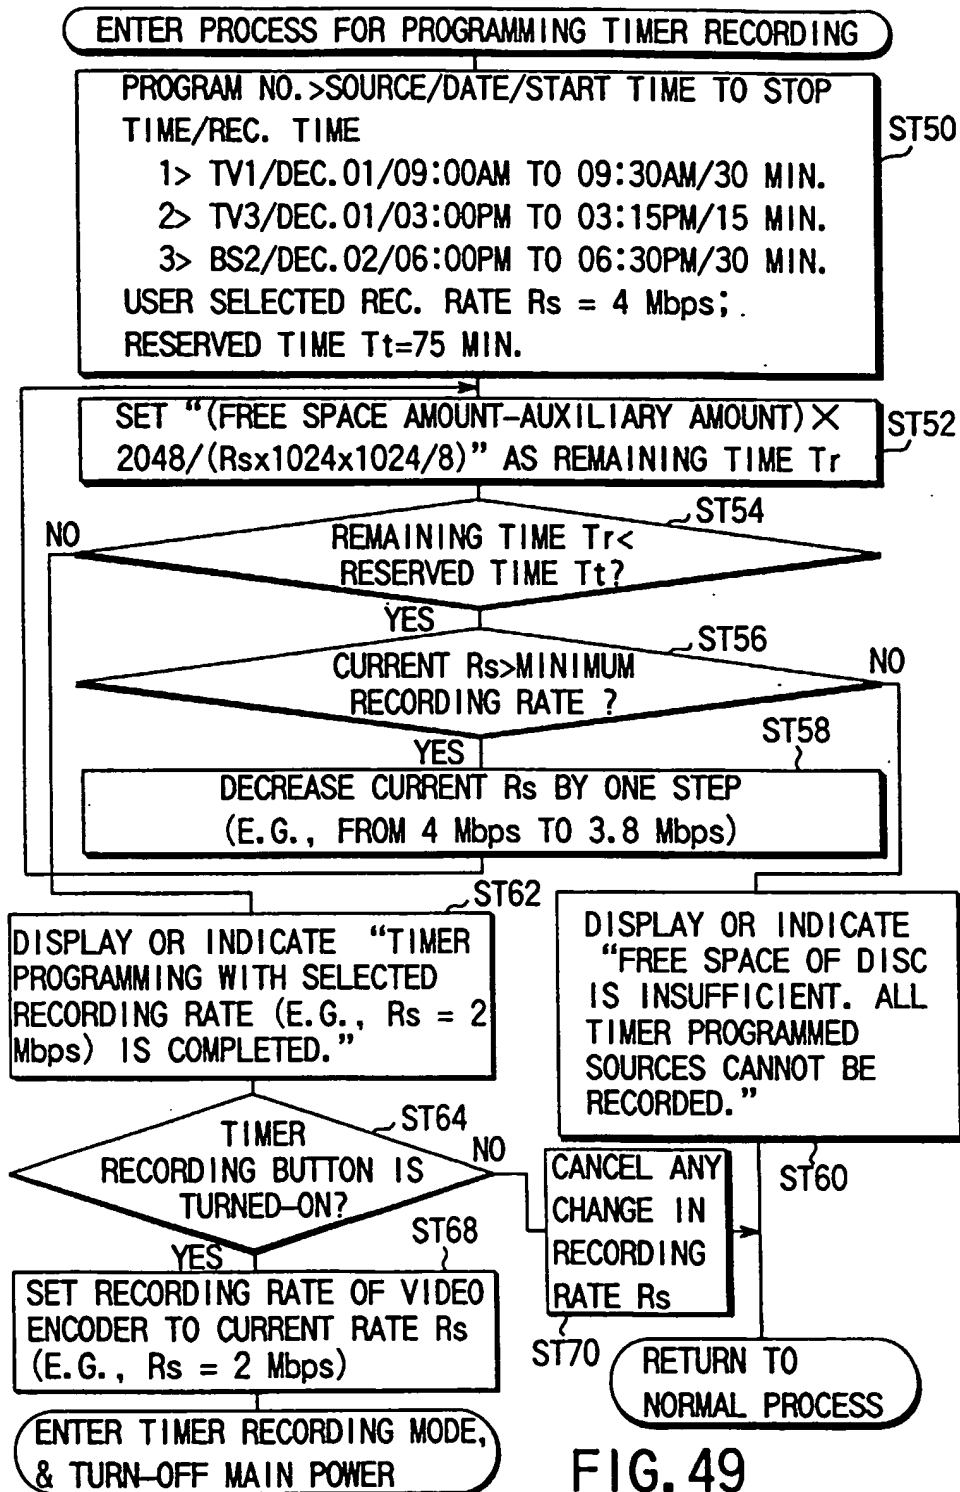 ENTER PROCESS FOR PROGRAMMING TIMER RECORDING
PROGRAM NO.>SOURCE/DATE/START TIME TO STOP
TIME/REC. TIME
1> TV1/DEC.01/09:00AM TO 09:30AM/30 MIN.
2> TV3/DEC.01/03:00PM TO 03:15PM/15 MIN.
3> BS2/DEC.02/06:00PM TO 06:30PM/30 MIN.
USER SELECTED REC. RATE Rs = 4 Mbps;
RESERVED TIME Tt=75 MIN.
ST50
SET “(FREE SPACE AMOUNT-AUXILIARY AMOUNT)×
2048/(Rsx1024x1024/8)” AS REMAINING TIME Tr
ST52
ST54
REMAINING TIME Tr<
RESERVED TIME Tt?
NO
YES
ST56
CURRENT Rs>MINIMUM
RECORDING RATE ?
NO
YES
ST58
DECREASE CURRENT Rs BY ONE STEP
(E.G., FROM 4 Mbps TO 3.8 Mbps)
ST62
DISPLAY OR INDICATE “TIMER
PROGRAMMING WITH SELECTED
RECORDING RATE (E.G., Rs = 2
Mbps) IS COMPLETED.”
DISPLAY OR INDICATE
“FREE SPACE OF DISC
IS INSUFFICIENT. ALL
TIMER PROGRAMMED
SOURCES CANNOT BE
RECORDED.”
ST60
ST64
TIMER
RECORDING BUTTON IS
TURNED-ON?
NO
YES
CANCEL ANY
CHANGE IN
RECORDING
RATE Rs
ST70
ST68
SET RECORDING RATE OF VIDEO
ENCODER TO CURRENT RATE Rs
(E.G., Rs = 2 Mbps)
RETURN TO
NORMAL PROCESS
ENTER TIMER RECORDING MODE,
& TURN-OFF MAIN POWER
FIG. 49